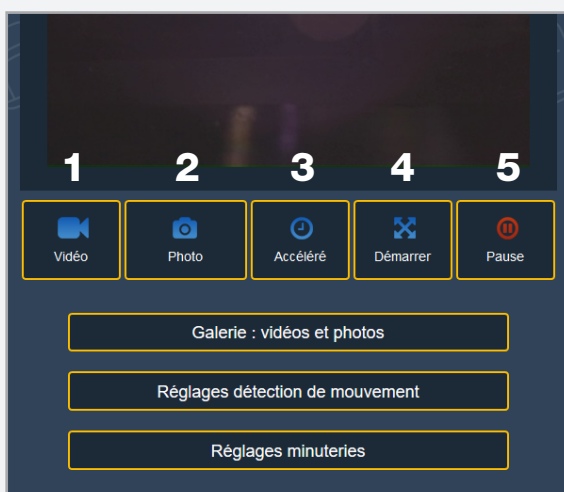 1 2 3 4 5
Vidéo Photo Accéléré Démarrer Pause
Galerie : vidéos et photos
Réglages détection de mouvement
Réglages minuteries